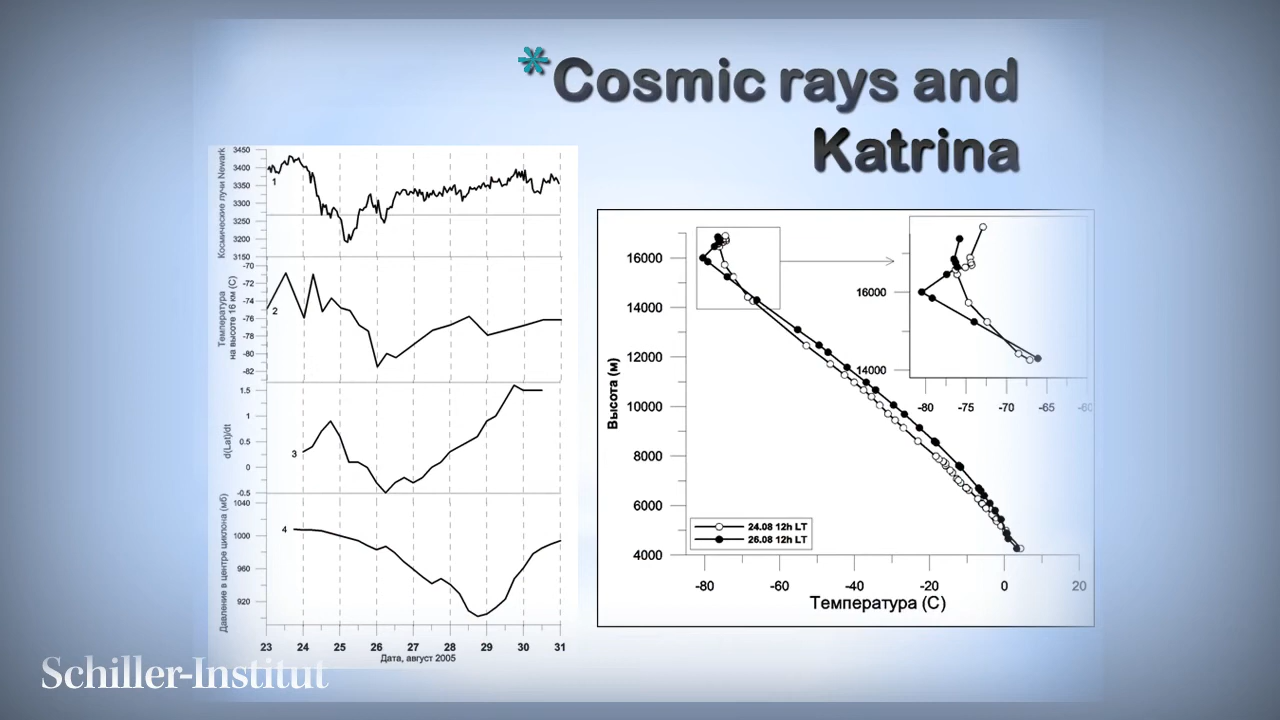 *Cosmic rays and
Katrina
Космические лучи Newark
3450
3400
3350
3300
3250
3200
3150
1
Температура
на высоте 16 км (С)
-70
-72
-74
-76
-78
-80
-82
2
d(Lat)/dt
1.5
1
0.5
0
-0.5
3
Давление в центре циклона (мб)
1040
1000
960
920
4
23 24 25 26 27 28 29 30 31
Дата, август 2005
Высота (м)
16000
14000
12000
10000
8000
6000
4000
-80 -60 -40 -20 0 20
Температура (С)
24.08 12h LT
26.08 12h LT
16000
14000
-80 -75 -70 -65 -60
Schiller-Institut